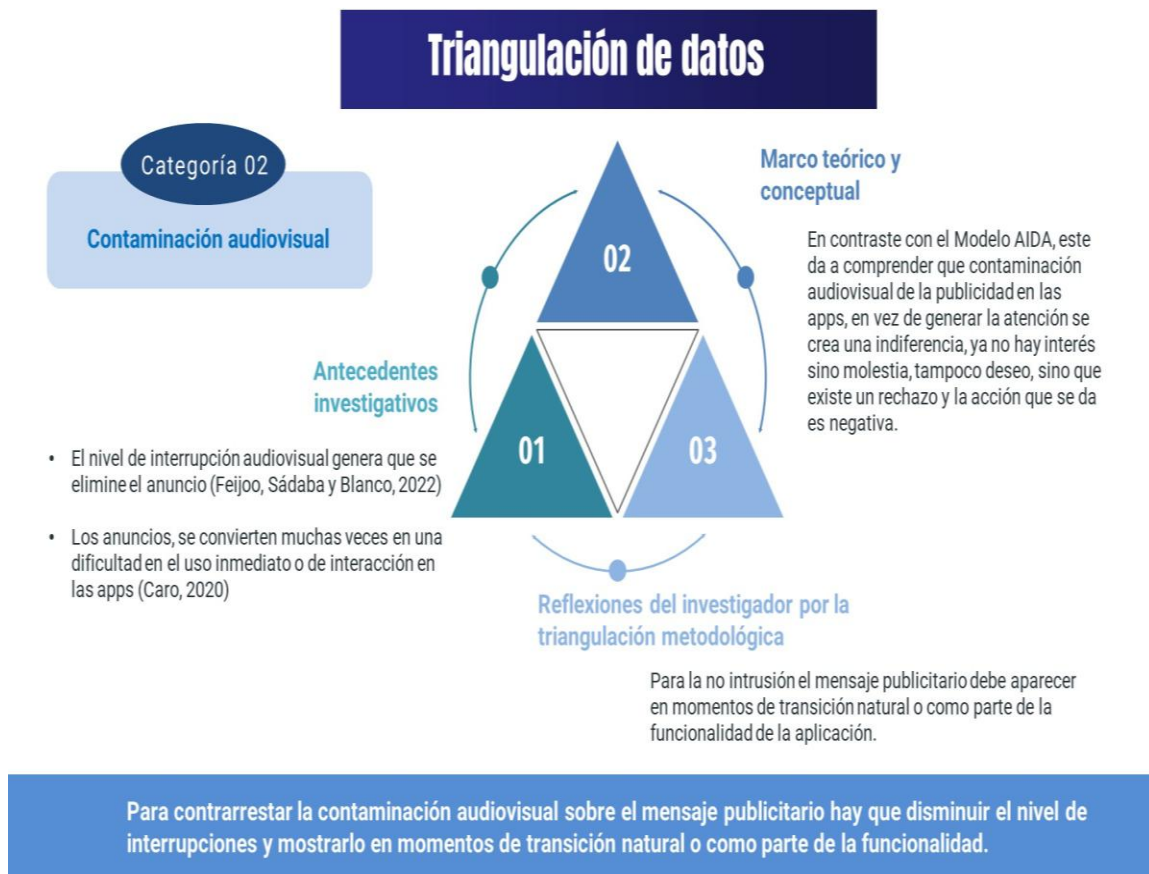 Triangulación de datos
Categoría 02
Contaminación audiovisual
Marco teórico y
conceptual
En contraste con el Modelo AIDA, este
da a comprender que contaminación
audiovisual de la publicidad en las
apps, en vez de generar la atención se
crea una indiferencia, ya no hay interés
sino molestia, tampoco deseo, sino que
existe un rechazo y la acción que se da
es negativa.
02
Antecedentes
investigativos
• El nivel de interrupción audiovisual genera que se
elimine el anuncio (Feijoo, Sádaba y Blanco, 2022)
• Los anuncios, se convierten muchas veces en una
dificultad en el uso inmediato o de interacción en
las apps (Caro, 2020)
01
03
Reflexiones del investigador por la
triangulación metodológica
Para la no intrusión el mensaje publicitario debe aparecer
en momentos de transición natural o como parte de la
funcionalidad de la aplicación.
Para contrarrestar la contaminación audiovisual sobre el mensaje publicitario hay que disminuir el nivel de
interrupciones y mostrarlo en momentos de transición natural o como parte de la funcionalidad.